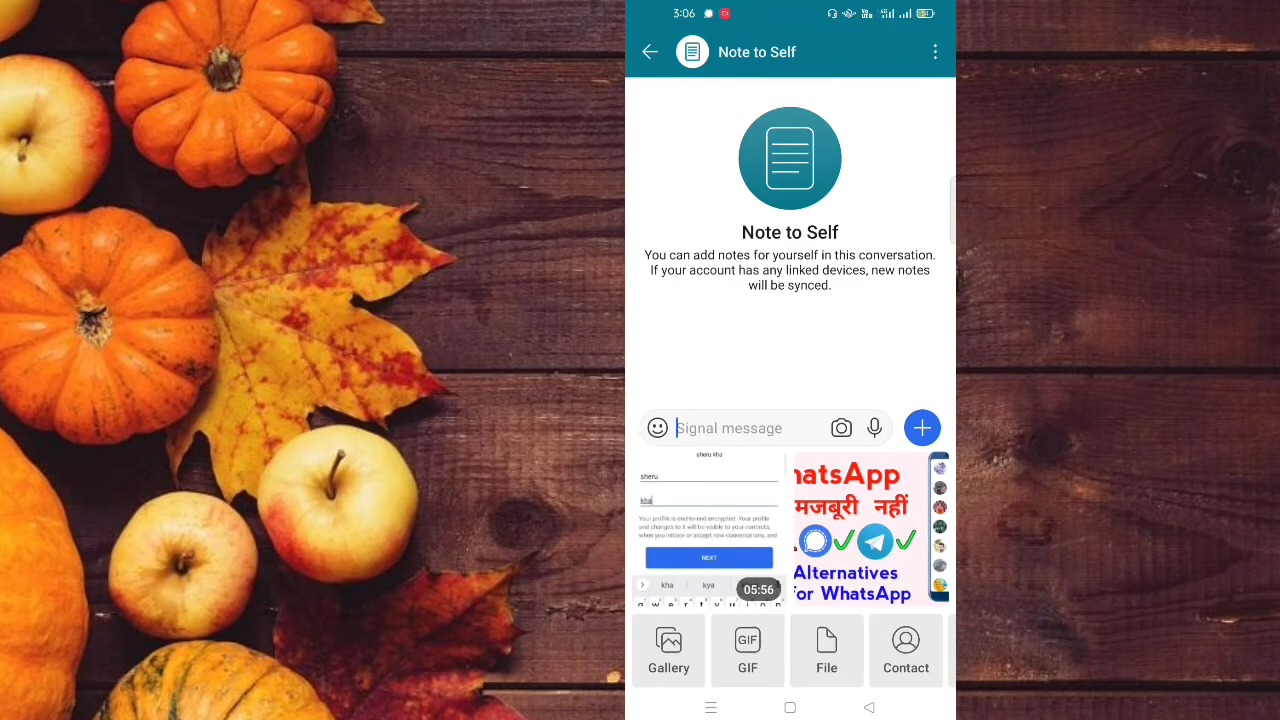 3:06
Note to Self
Note to Self
You can add notes for yourself in this conversation.
If your account has any linked devices, new notes
will be synced.
Signal message
sheru kha
sheru
kha
Your profile is end-to-end encrypted. Your profile
and changes to it will be visible to your contacts,
when you initiate or accept new conversations, and
NEXT
kha kya
05:56
hatsApp
मजबूरी नहीं
Alternatives
for WhatsApp
GIF
Gallery GIF File Contact